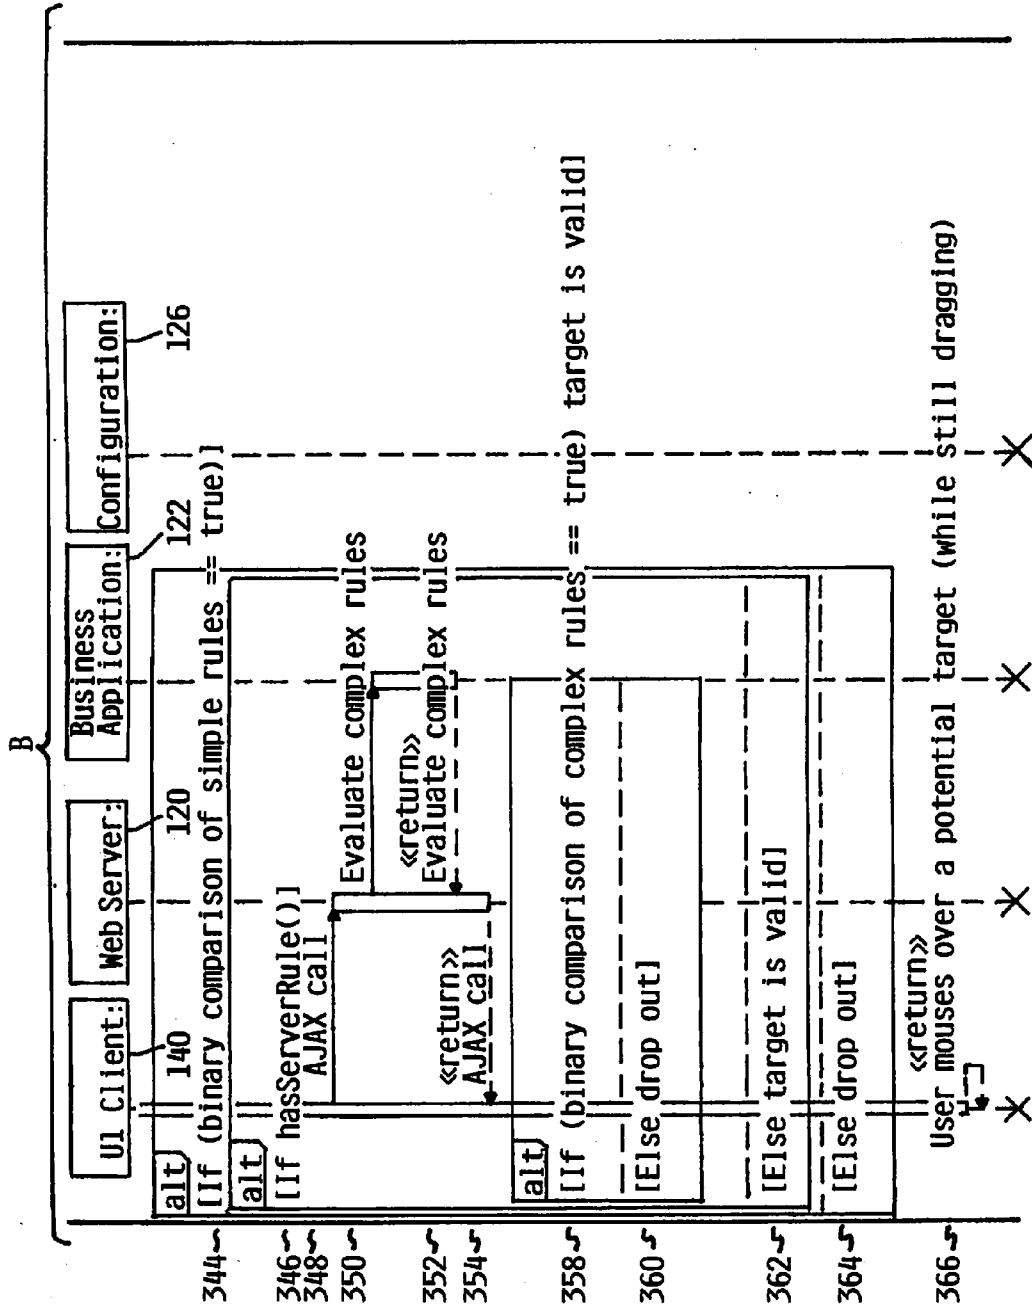 B
UI Client:
Web Server:
Business
Application:
Configuration:
140
120
122
126
alt
344
[If (binary comparison of simple rules == true)]
alt
346
[If hasServerRule()]
348
AJAX call
350
Evaluate complex rules
«return»
352
Evaluate complex rules
«return»
354
AJAX call
alt
358
[If (binary comparison of complex rules == true) target is valid]
360
[Else drop out]
362
[Else target is valid]
364
[Else drop out]
«return»
366
User mouses over a potential target (while still dragging)